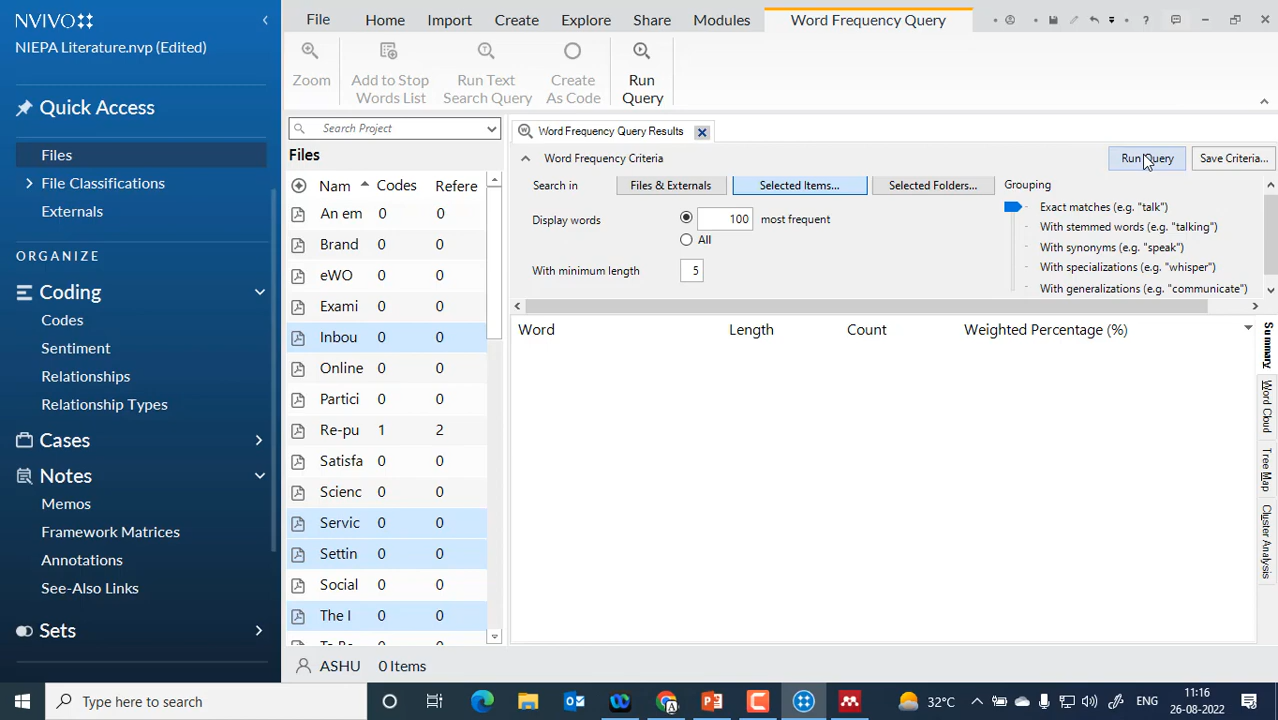 NVIVO
NIEPA Literature.nvp (Edited)
Quick Access
Files
File Classifications
Externals
ORGANIZE
Coding
Codes
Sentiment
Relationships
Relationship Types
Cases
Notes
Memos
Framework Matrices
Annotations
See-Also Links
Sets
File
Home
Import
Create
Explore
Share
Modules
Word Frequency Query
Zoom
Add to Stop
Words List
Run Text
Search Query
Create
As Code
Run
Query
Search Project
Files
Nam Codes Refere
An em 0 0
Brand 0 0
eWO 0 0
Exami 0 0
Inbou 0 0
Online 0 0
Partici 0 0
Re-pu 1 2
Satisfa 0 0
Scienc 0 0
Servic 0 0
Settin 0 0
Social 0 0
The I 0 0
Word Frequency Query Results
Word Frequency Criteria
Run Query
Save Criteria...
Search in
Files & Externals
Selected Items...
Selected Folders...
Grouping
Display words
100 most frequent
All
With minimum length 5
Exact matches (e.g. "talk")
With stemmed words (e.g. "talking")
With synonyms (e.g. "speak")
With specializations (e.g. "whisper")
With generalizations (e.g. "communicate")
Word Length Count Weighted Percentage (%)
Summary
Word Cloud
Tree Map
Cluster Analysis
ASHU 0 Items
Type here to search
32°C
ENG
11:16
26-08-2022